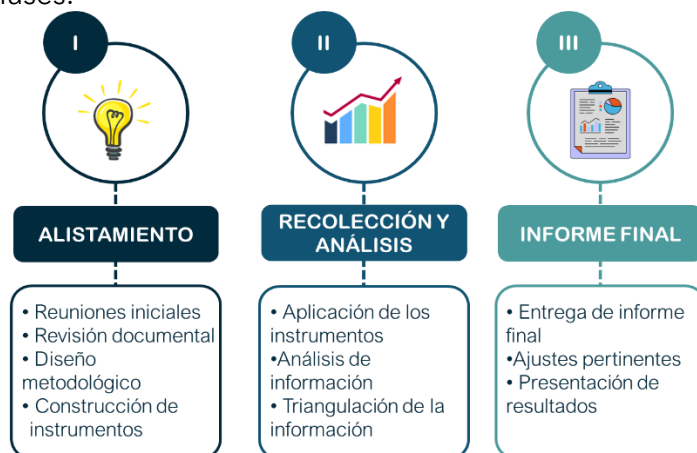 fases:
I
ALISTAMIENTO
• Reuniones iniciales
• Revisión documental
• Diseño
metodológico
• Construcción de
instrumentos
II
RECOLECCIÓN Y
ANÁLISIS
• Aplicación de los
instrumentos
•Análisis de
información
• Triangulación de la
información
III
INFORME FINAL
• Entrega de informe
final
•Ajustes pertinentes
• Presentación de
resultados